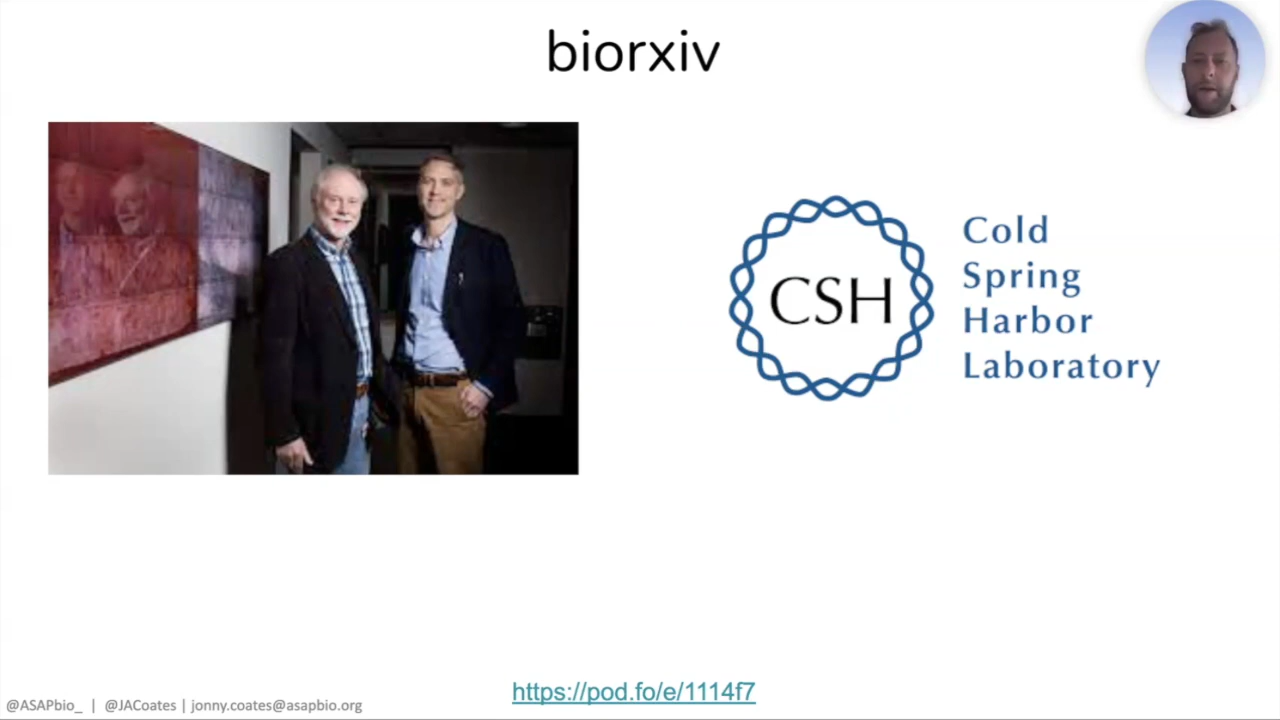 biorxiv
CSH
Cold
Spring
Harbor
Laboratory
https://pod.fo/e/1114f7
@ASAPbio_ | @JACoates | jonny.coates@asapbio.org